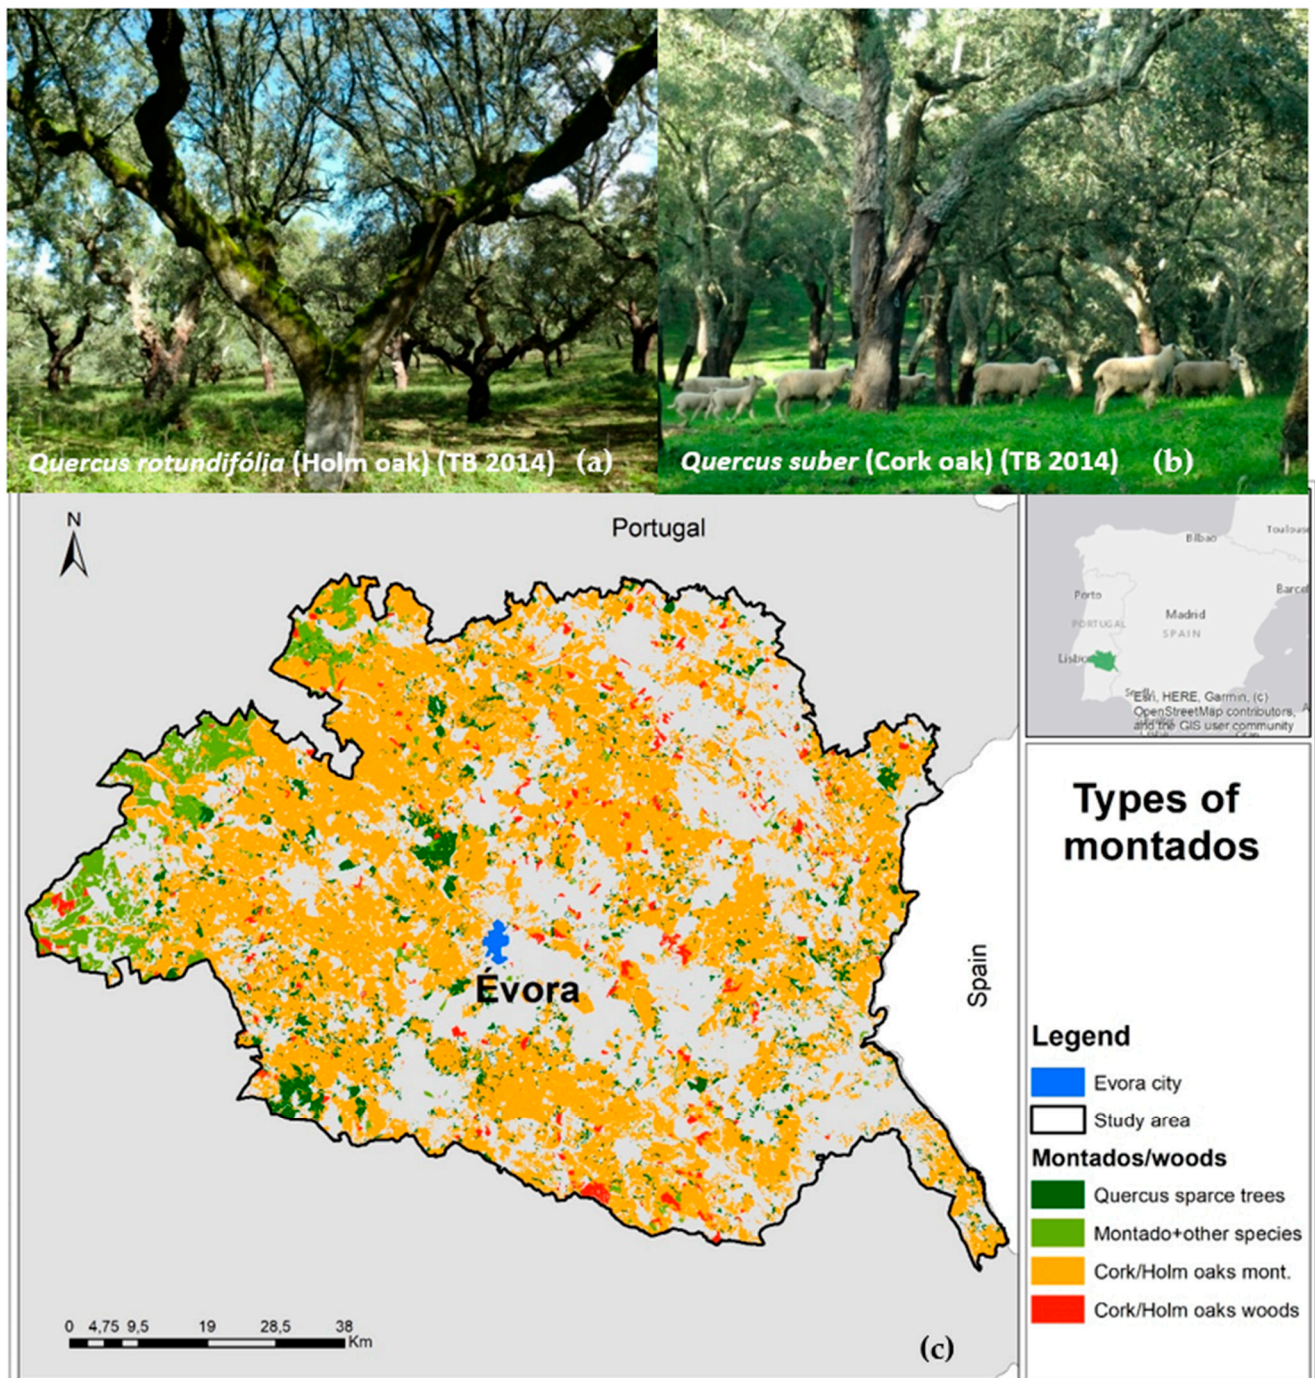 Quercus rotundifólia (Holm oak) (TB 2014) (a)
Quercus suber (Cork oak) (TB 2014) (b)
N
Portugal
Évora
Spain
0 4,75 9,5 19 28,5 38
Km
(c)
Bilbao
Toulouse
Porto
Barcel
Madrid
PORTUGAL
SPAIN
Lisbo
Esri, HERE, Garmin, (c)
OpenStreetMap contributors,
and the GIS user community
Types of
montados
Legend
Evora city
Study area
Montados/woods
Quercus sparce trees
Montado+other species
Cork/Holm oaks mont.
Cork/Holm oaks woods